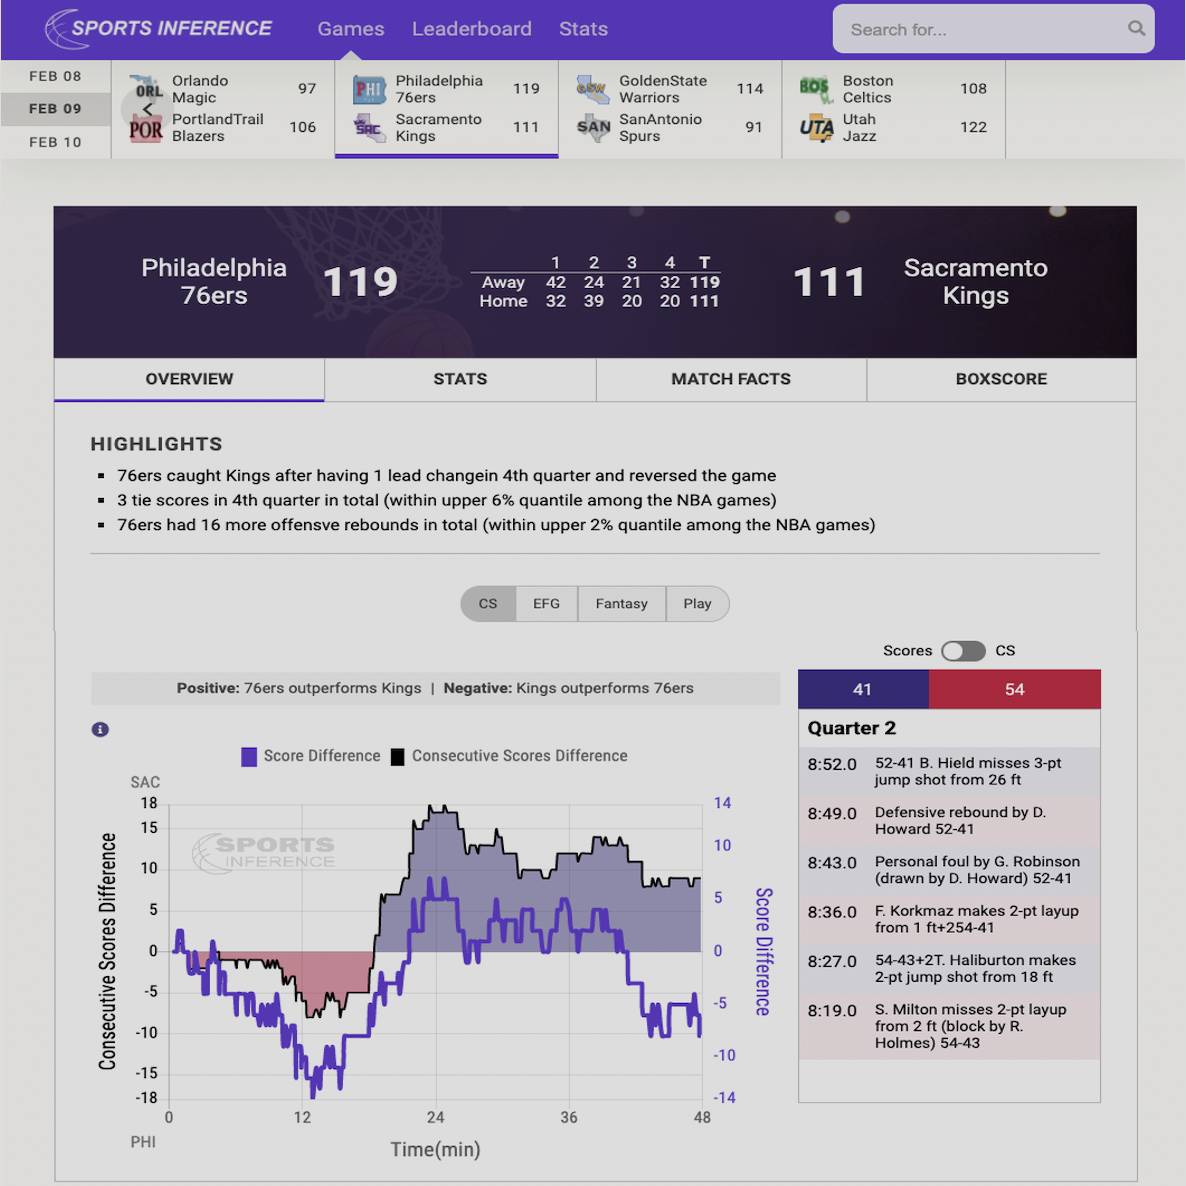 SPORTS INFERENCE
Games Leaderboard Stats
Search for...
FEB 08
FEB 09
FEB 10
ORL Orlando Magic 97
POR PortlandTrail Blazers 106
PHI Philadelphia 76ers 119
SAC Sacramento Kings 111
GSW GoldenState Warriors 114
SAN SanAntonio Spurs 91
BOS Boston Celtics 108
UTA Utah Jazz 122
Philadelphia 76ers 119
1 2 3 4 T
Away 42 24 21 32 119
Home 32 39 20 20 111
111 Sacramento Kings
OVERVIEW STATS MATCH FACTS BOXSCORE
HIGHLIGHTS
76ers caught Kings after having 1 lead changein 4th quarter and reversed the game
3 tie scores in 4th quarter in total (within upper 6% quantile among the NBA games)
76ers had 16 more offensve rebounds in total (within upper 2% quantile among the NBA games)
CS EFG Fantasy Play
Positive: 76ers outperforms Kings | Negative: Kings outperforms 76ers
i
Score Difference Consecutive Scores Difference
SAC
18
15
10
5
0
-5
-10
-15
-18
Consecutive Scores Difference
SPORTS
INFERENCE
14
10
5
0
-5
-10
-14
Score Difference
0 12 24 36 48
PHI
Time(min)
Scores CS
41 54
Quarter 2
8:52.0 52-41 B. Hield misses 3-pt
jump shot from 26 ft
8:49.0 Defensive rebound by D.
Howard 52-41
8:43.0 Personal foul by G. Robinson
(drawn by D. Howard) 52-41
8:36.0 F. Korkmaz makes 2-pt layup
from 1 ft+254-41
8:27.0 54-43+2T. Haliburton makes
2-pt jump shot from 18 ft
8:19.0 S. Milton misses 2-pt layup
from 2 ft (block by R.
Holmes) 54-43